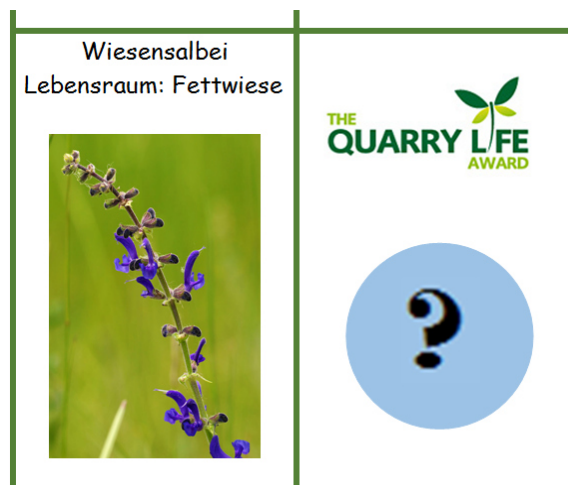 Wiesensalbei
Lebensraum: Fettwiese
THE
QUARRY LIFE
AWARD
?